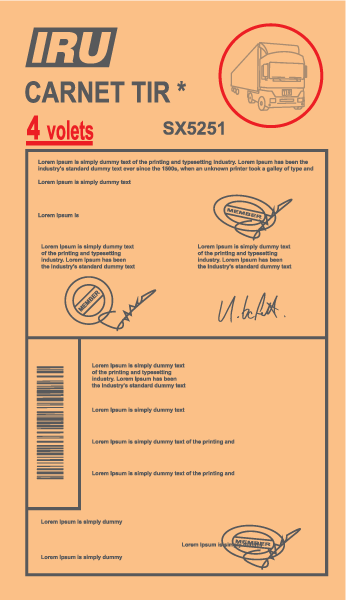 IRU
CARNET TIR *
4 volets
SX5251
Lorem Ipsum is simply dummy text of the printing and typesetting industry. Lorem Ipsum has been the
industry's standard dummy text ever since the 1500s, when an unknown printer took a galley of type and
Lorem Ipsum is simply dummy text
Lorem Ipsum is
MEMBER
Lorem Ipsum is simply dummy text
of the printing and typesetting
industry. Lorem Ipsum has been
the industry's standard dummy text
Lorem Ipsum is simply dummy text
of the printing and typesetting
industry. Lorem Ipsum has been
the industry's standard dummy text
MEMBER
Lorem Ipsum is simply dummy text
of the printing and typesetting
industry. Lorem Ipsum has been
the industry's standard dummy text
Lorem Ipsum is simply dummy text
Lorem Ipsum is simply dummy text of the printing and
Lorem Ipsum is simply dummy text of the printing and
Lorem Ipsum is simply dummy
Lorem Ipsum is simply dummy text
MEMBER
Lorem Ipsum is simply dummy